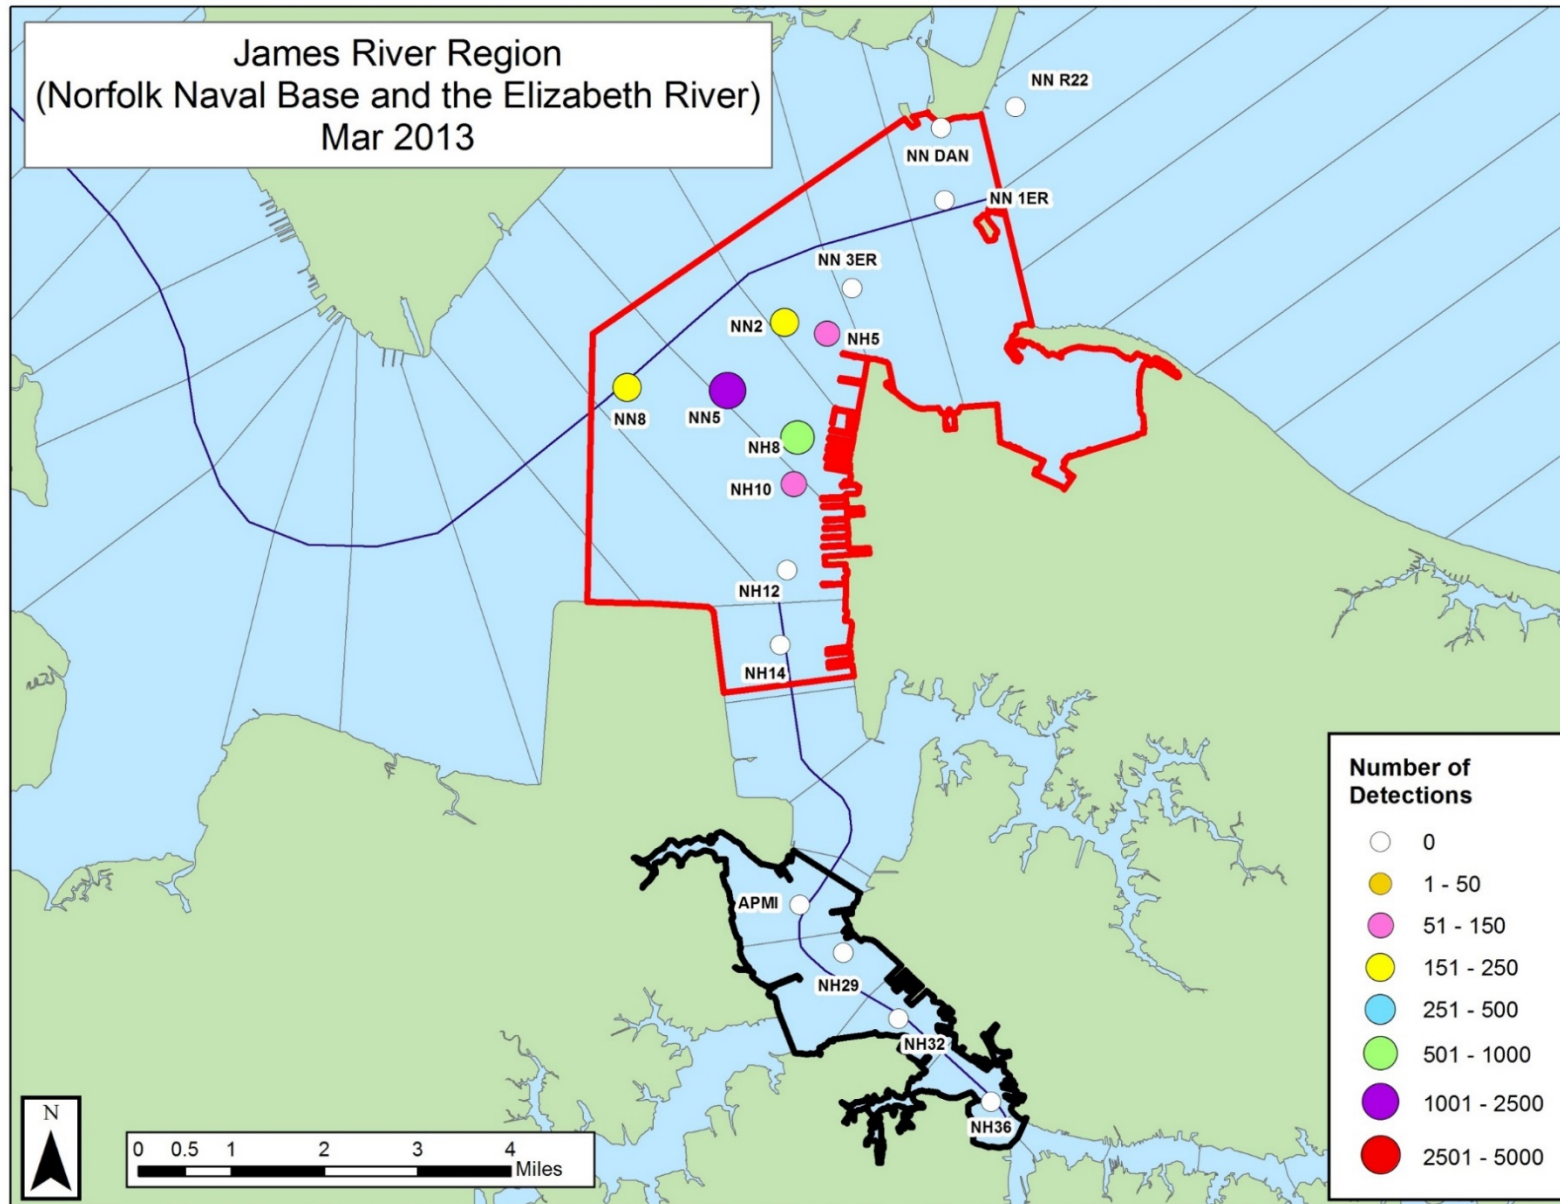 James River Region
(Norfolk Naval Base and the Elizabeth River)
Mar 2013
NN R22
NN DAN
NN 1ER
NN 3ER
NN2
NH5
NN8
NN5
NH8
NH10
NH12
NH14
APMI
NH29
NH32
NH36
Number of
Detections
0
1 - 50
51 - 150
151 - 250
251 - 500
501 - 1000
1001 - 2500
2501 - 5000
N
0 0.5 1 2 3 4
Miles